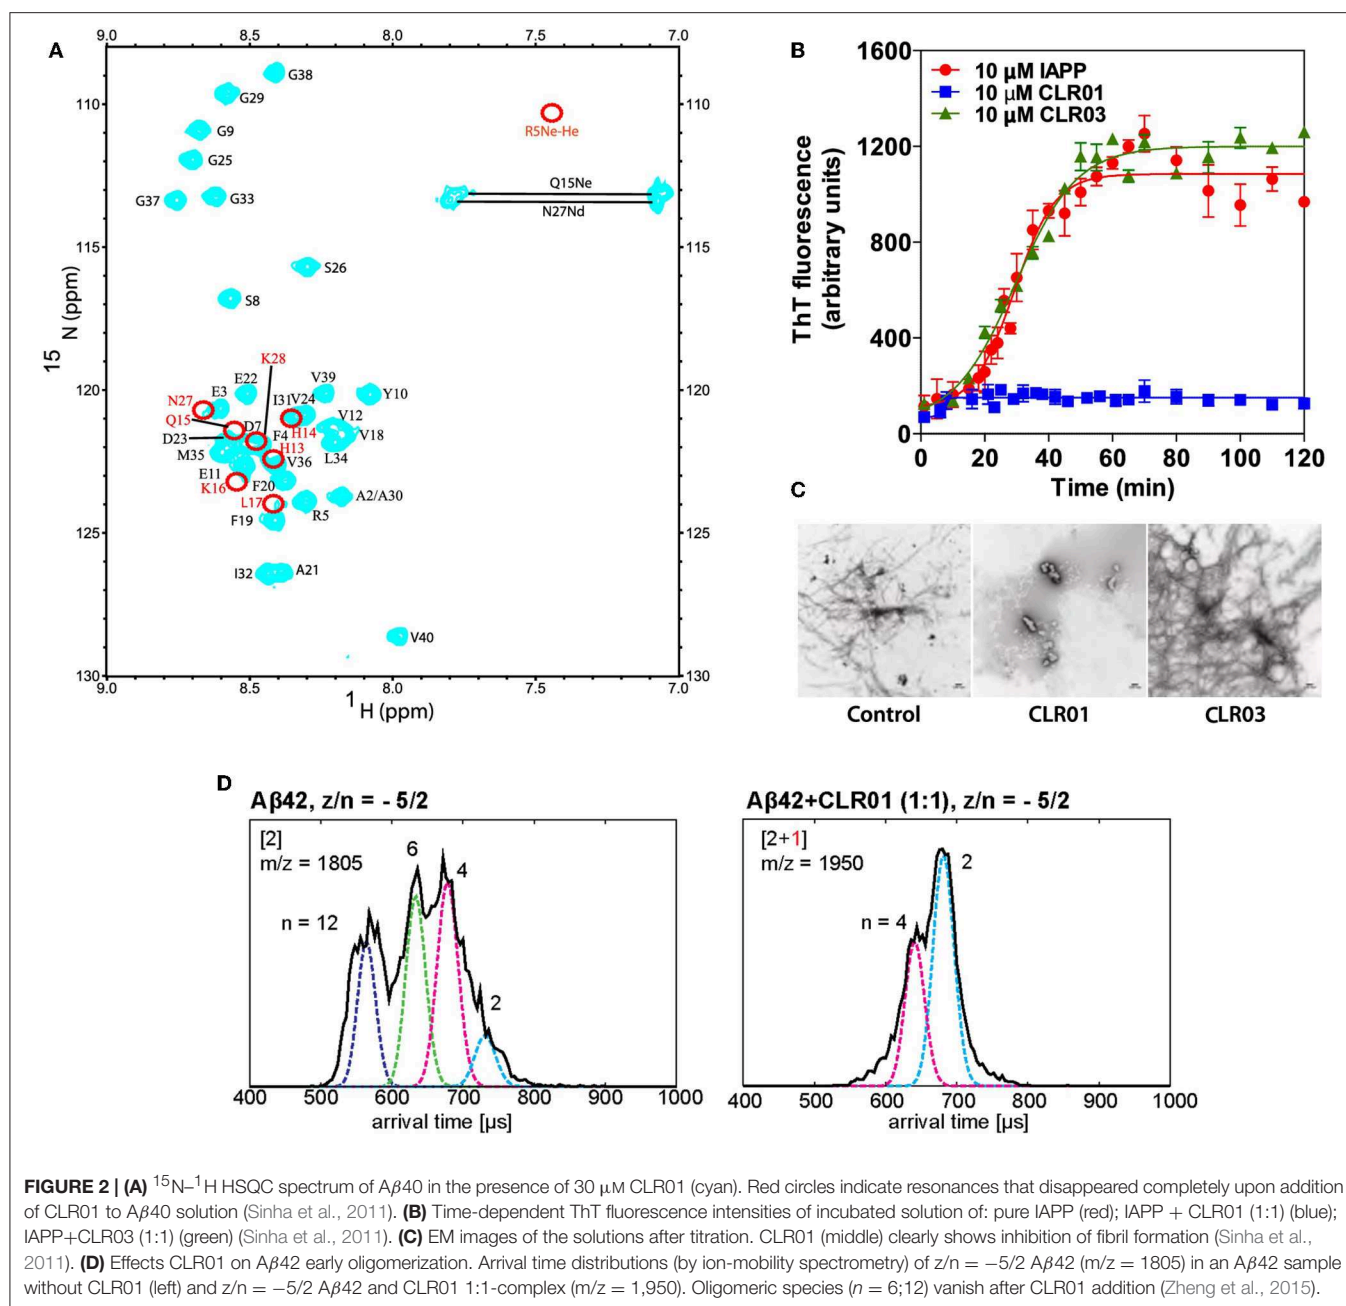 A
9.0
8.5
8.0
7.5
7.0
110
115
120
125
130
110
115
120
125
130
15 N (ppm)
9.0
8.5
8.0
7.5
7.0
1 H (ppm)
G38
G29
G9
G25
G37
G33
R5Ne-He
Q15Ne
N27Nd
S26
S8
K28
N27
E3
E22
V39
Y10
I31
V24
Q15
D7
F4
H14
V12
V18
D23
H13
L34
M35
V36
E11
F20
K16
L17
A2/A30
F19
R5
I32
A21
V40
B
1600
1200
800
400
0
ThT fluorescence
(arbitrary units)
10 µM IAPP
10 µM CLR01
10 µM CLR03
0
20
40
60
80
100
120
Time (min)
C
Control
CLR01
CLR03
D
Aβ42, z/n = - 5/2
[2]
m/z = 1805
n = 12
6
4
2
400
500
600
700
800
900
1000
arrival time [µs]
Aβ42+CLR01 (1:1), z/n = - 5/2
[2+1]
m/z = 1950
n = 4
2
400
500
600
700
800
900
1000
arrival time [µs]
FIGURE 2 | (A) 15N–1H HSQC spectrum of Aβ40 in the presence of 30 µM CLR01 (cyan). Red circles indicate resonances that disappeared completely upon addition
of CLR01 to Aβ40 solution (Sinha et al., 2011). (B) Time-dependent ThT fluorescence intensities of incubated solution of: pure IAPP (red); IAPP + CLR01 (1:1) (blue);
IAPP+CLR03 (1:1) (green) (Sinha et al., 2011). (C) EM images of the solutions after titration. CLR01 (middle) clearly shows inhibition of fibril formation (Sinha et al.,
2011). (D) Effects CLR01 on Aβ42 early oligomerization. Arrival time distributions (by ion-mobility spectrometry) of z/n = −5/2 Aβ42 (m/z = 1805) in an Aβ42 sample
without CLR01 (left) and z/n = −5/2 Aβ42 and CLR01 1:1-complex (m/z = 1,950). Oligomeric species (n = 6;12) vanish after CLR01 addition (Zheng et al., 2015).